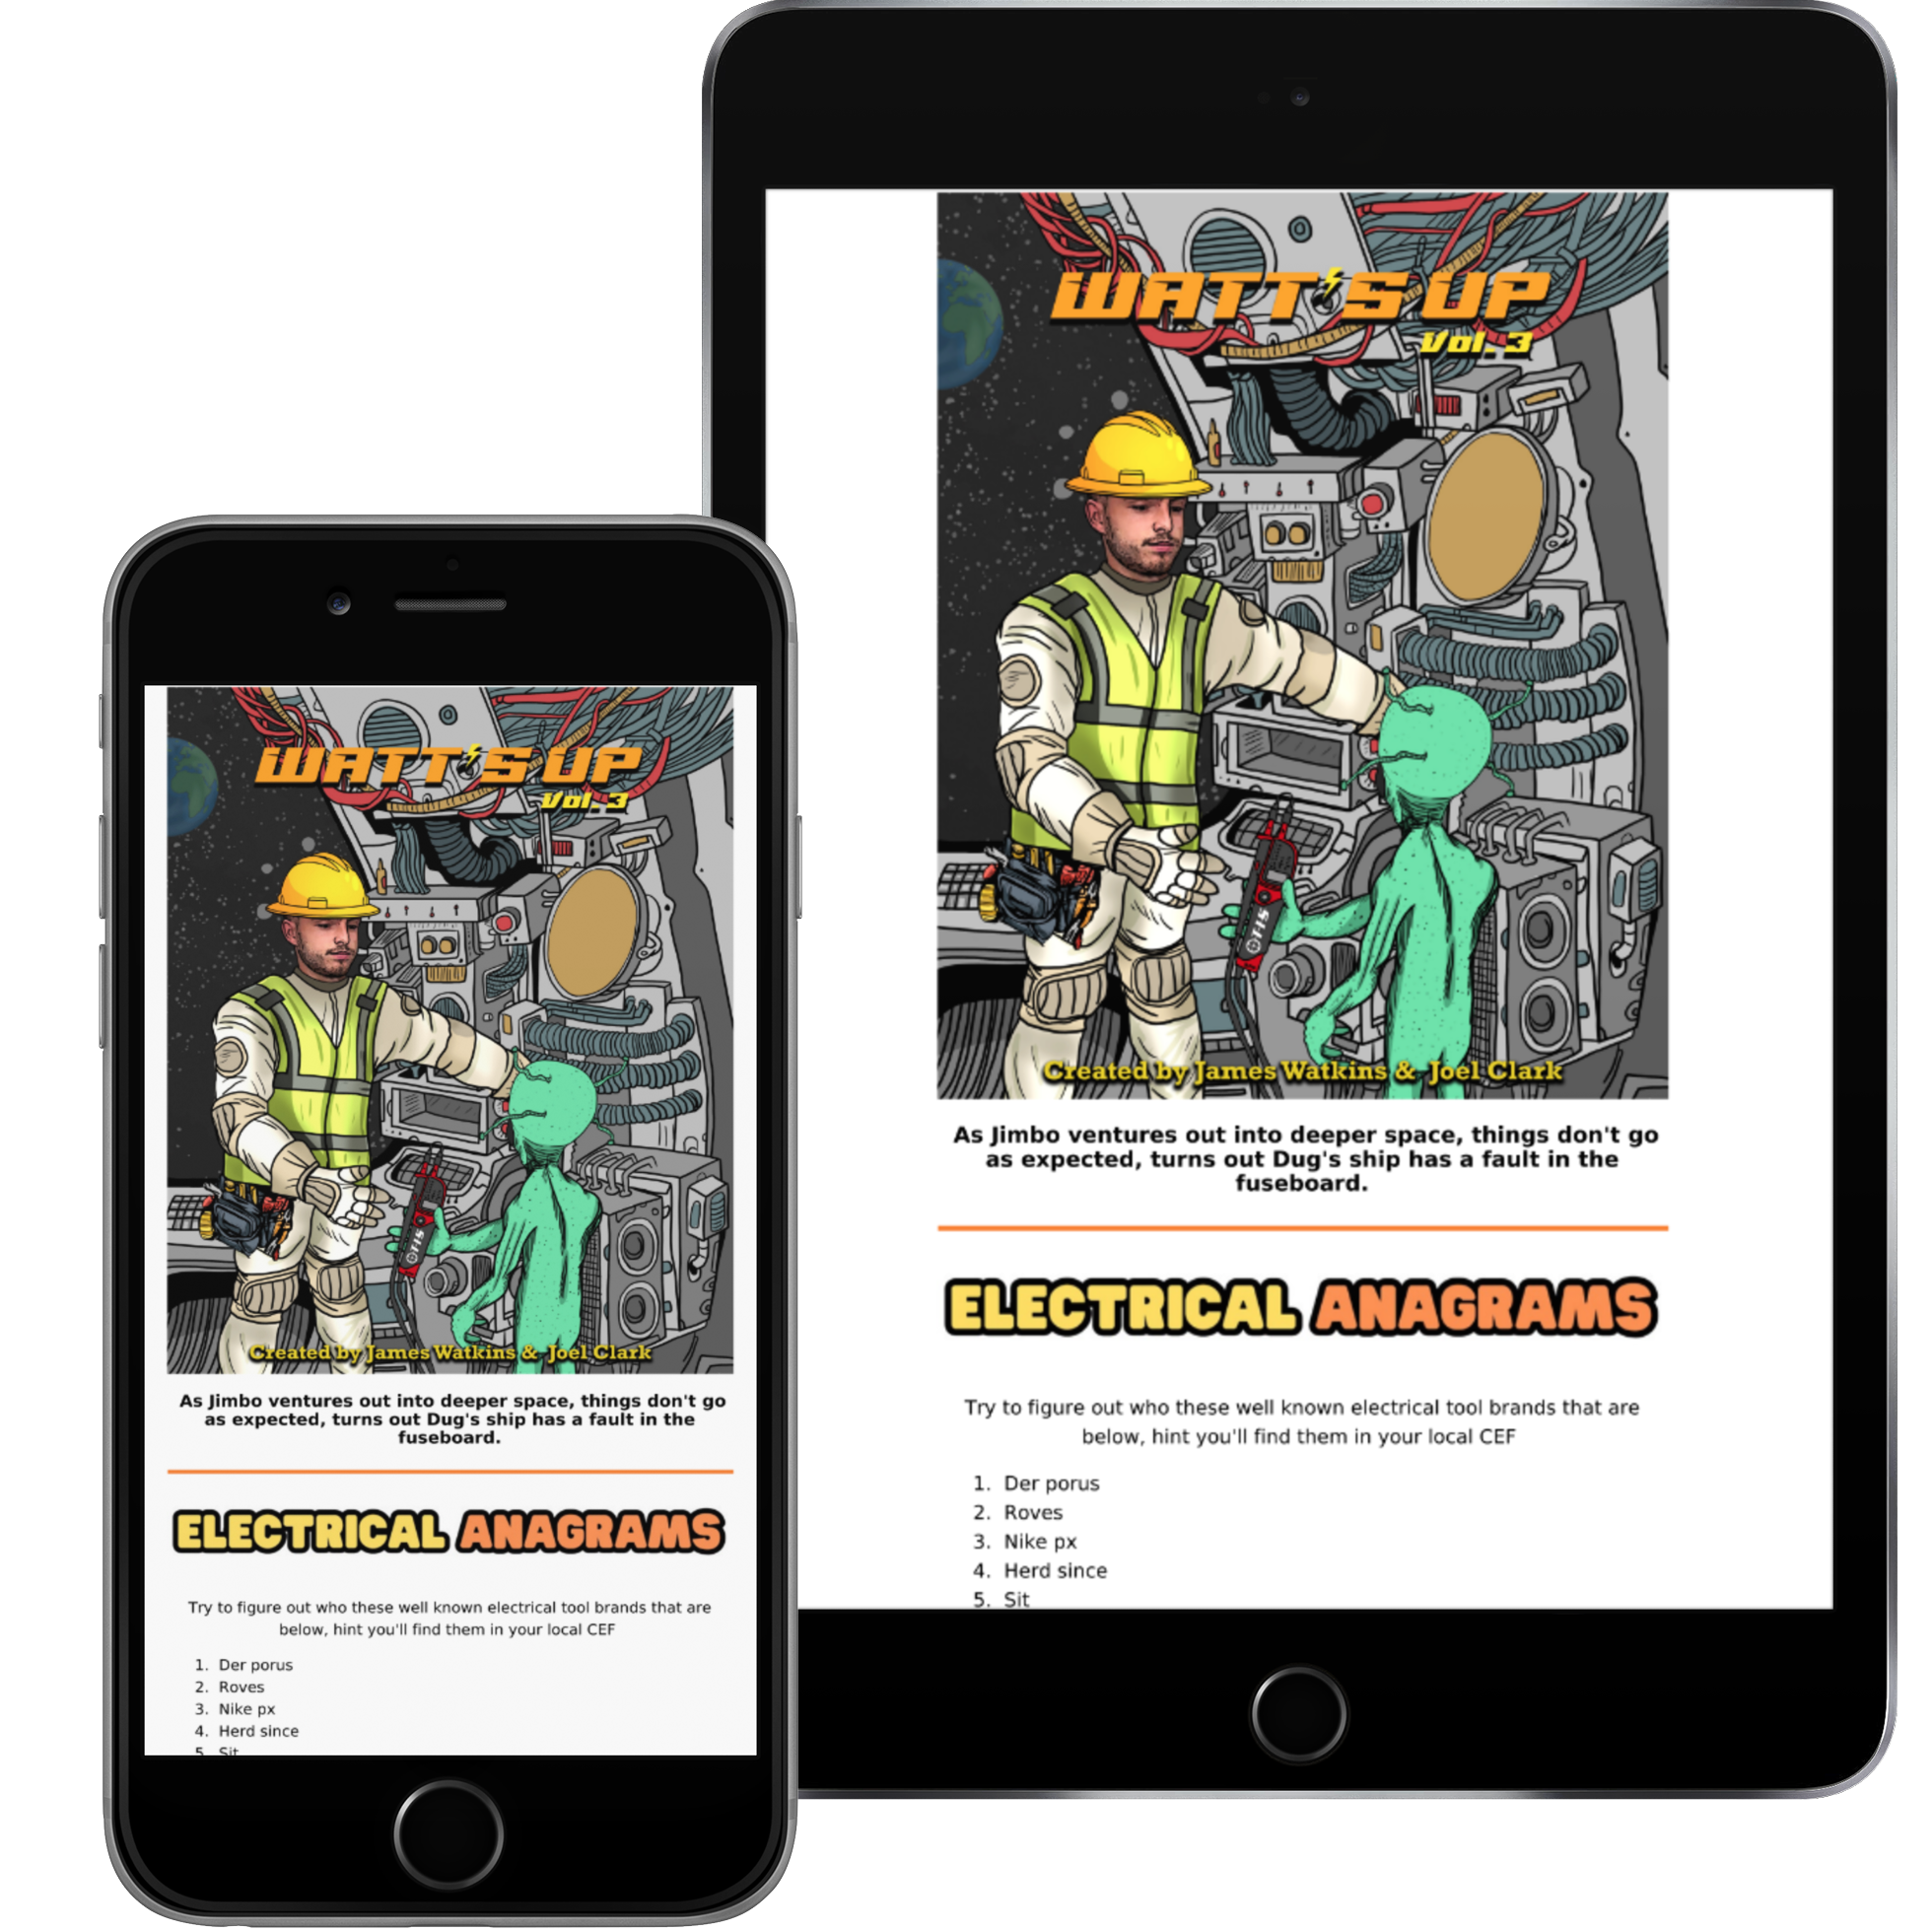 WATT'S UP
Vol. 3
OTIS
Created by James Watkins & Joel Clark
As Jimbo ventures out into deeper space, things don't go
as expected, turns out Dug's ship has a fault in the
fuseboard.
ELECTRICAL ANAGRAMS
Try to figure out who these well known electrical tool brands that are
below, hint you'll find them in your local CEF
1. Der porus
2. Roves
3. Nike px
4. Herd since
5. Sit
WATT'S UP
Vol. 3
OTIS
Created by James Watkins & Joel Clark
As Jimbo ventures out into deeper space, things don't go
as expected, turns out Dug's ship has a fault in the
fuseboard.
ELECTRICAL ANAGRAMS
Try to figure out who these well known electrical tool brands that are
below, hint you'll find them in your local CEF
1. Der porus
2. Roves
3. Nike px
4. Herd since
5. Sit